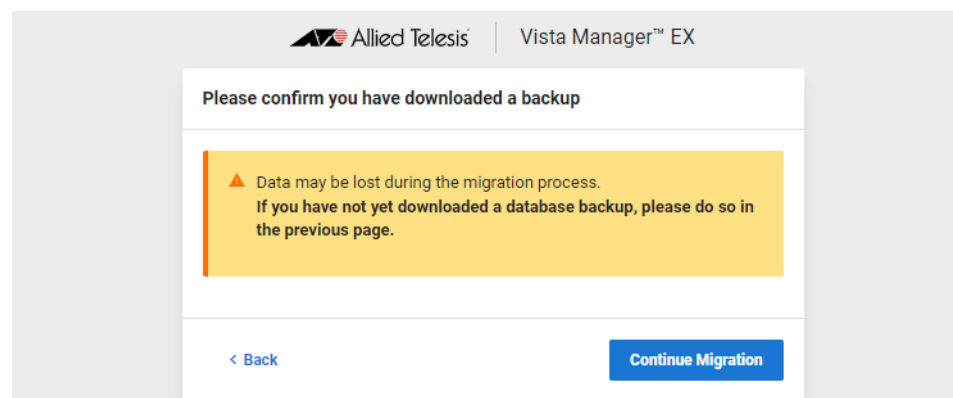 Allied Telesis Vista Manager™ EX
Please confirm you have downloaded a backup
Data may be lost during the migration process.
If you have not yet downloaded a database backup, please do so in
the previous page.
< Back Continue Migration